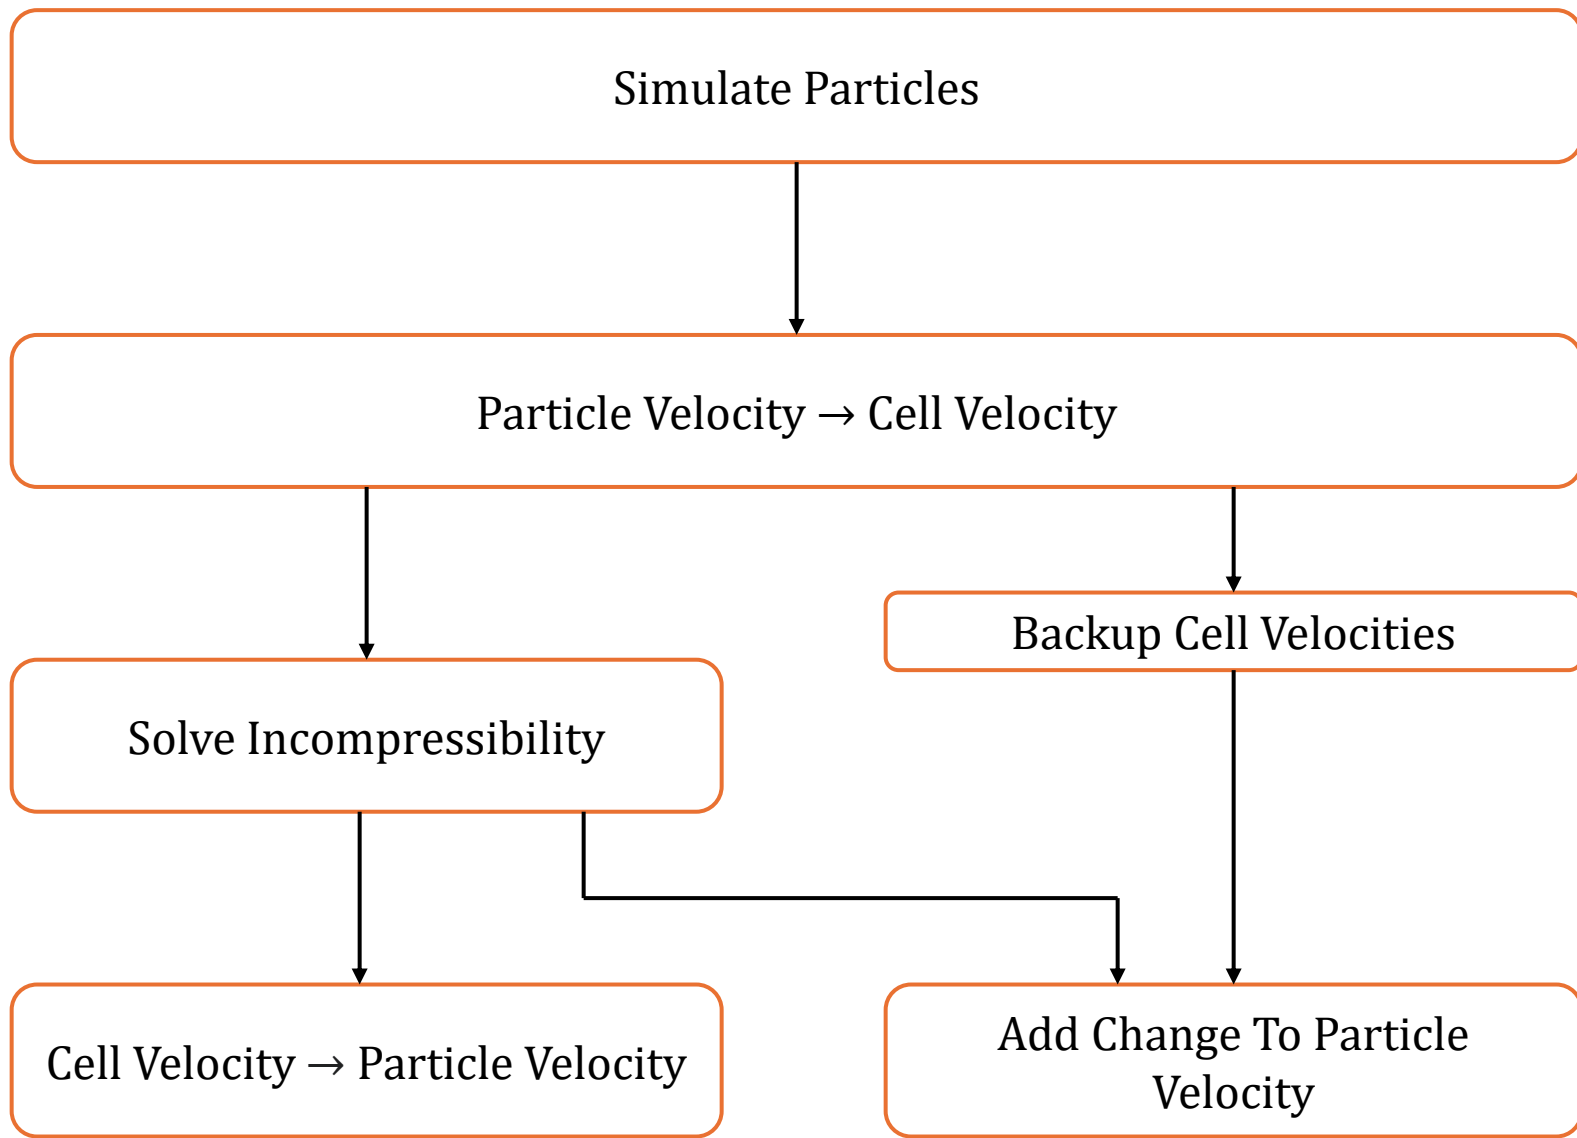 Simulate Particles
Particle Velocity → Cell Velocity
Backup Cell Velocities
Solve Incompressibility
Cell Velocity → Particle Velocity
Add Change To Particle
Velocity